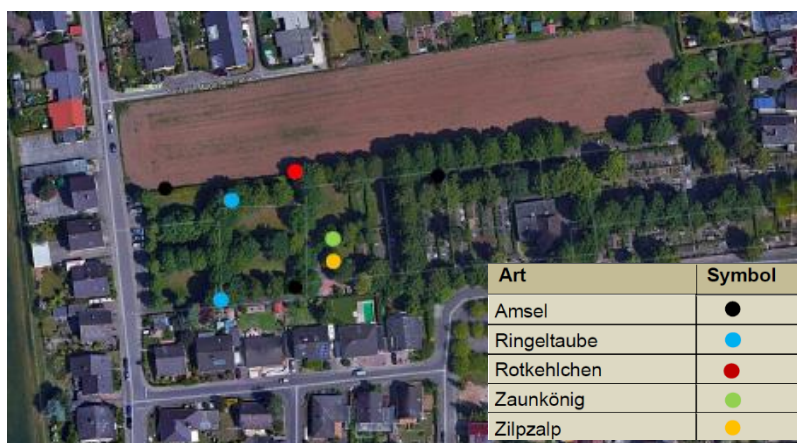 Art Symbol
Amsel
Ringeltaube
Rotkehlchen
Zaunkönig
Zilpzalp